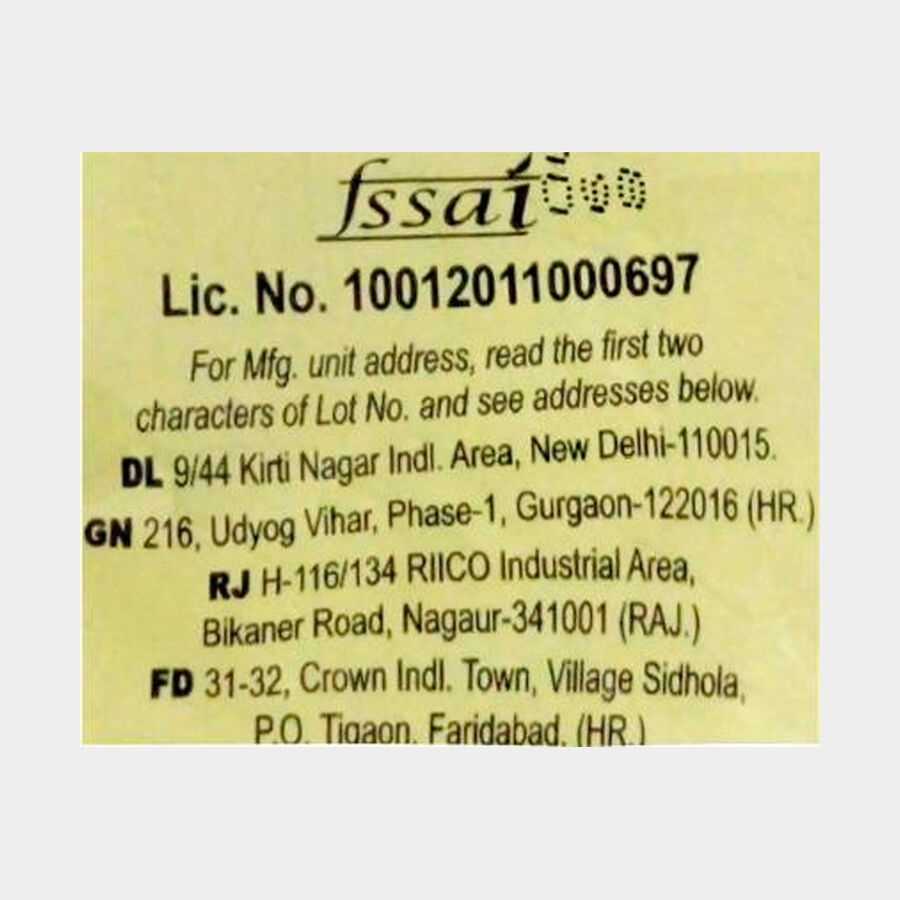 fssai
Lic. No. 10012011000697
For Mfg. unit address, read the first two
characters of Lot No. and see addresses below.
DL 9/44 Kirti Nagar Indl. Area, New Delhi-110015.
GN 216, Udyog Vihar, Phase-1, Gurgaon-122016 (HR.)
RJ H-116/134 RIICO Industrial Area,
Bikaner Road, Nagaur-341001 (RAJ.)
FD 31-32, Crown Indl. Town, Village Sidhola,
P.O. Tigaon, Faridabad, (HR.)